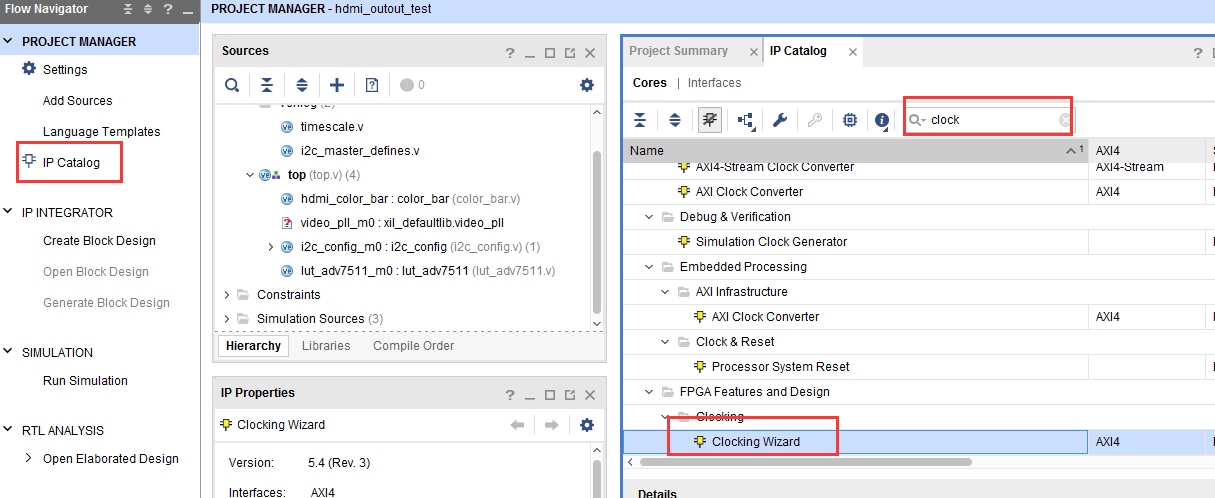 Flow Navigator
PROJECT MANAGER
Settings
Add Sources
Language Templates
IP Catalog
IP INTEGRATOR
Create Block Design
Open Block Design
Generate Block Design
SIMULATION
Run Simulation
RTL ANALYSIS
Open Elaborated Design
PROJECT MANAGER - hdmi_outout_test
Sources
0
timescale.v
i2c_master_defines.v
top (top.v) (4)
hdmi_color_bar : color_bar (color_bar.v)
video_pll_m0 : xil_defaultlib.video_pll
i2c_config_m0 : i2c_config (i2c_config.v) (1)
lut_adv7511_m0 : lut_adv7511 (lut_adv7511.v)
Constraints
Simulation Sources (3)
Hierarchy Libraries Compile Order
IP Properties
Clocking Wizard
Version: 5.4 (Rev. 3)
Interfaces: AXI4
Project Summary IP Catalog
Cores | Interfaces
clock
Name 1 AXI4
AXI4-Stream Clock Converter AXI4-Stream
AXI Clock Converter AXI4
Debug & Verification
Simulation Clock Generator
Embedded Processing
AXI Infrastructure
AXI Clock Converter AXI4
Clock & Reset
Processor System Reset
FPGA Features and Design
Clocking
Clocking Wizard AXI4
Details